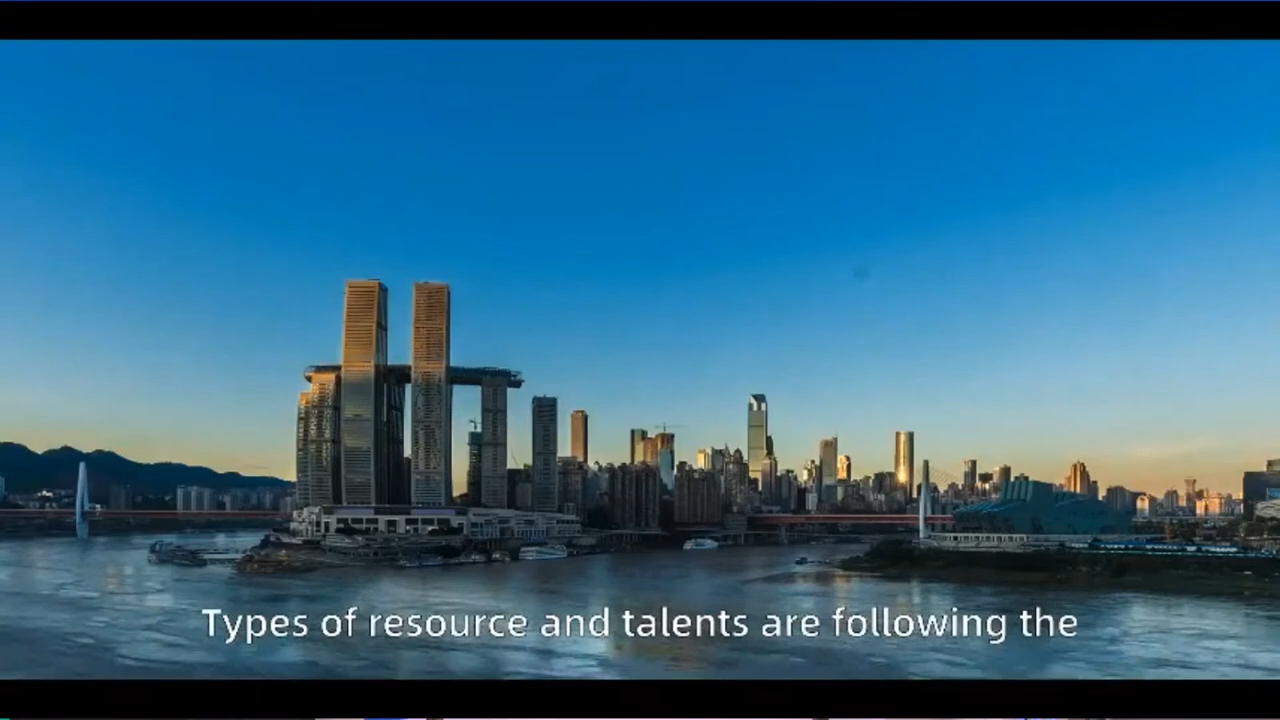 Types of resource and talents are following the